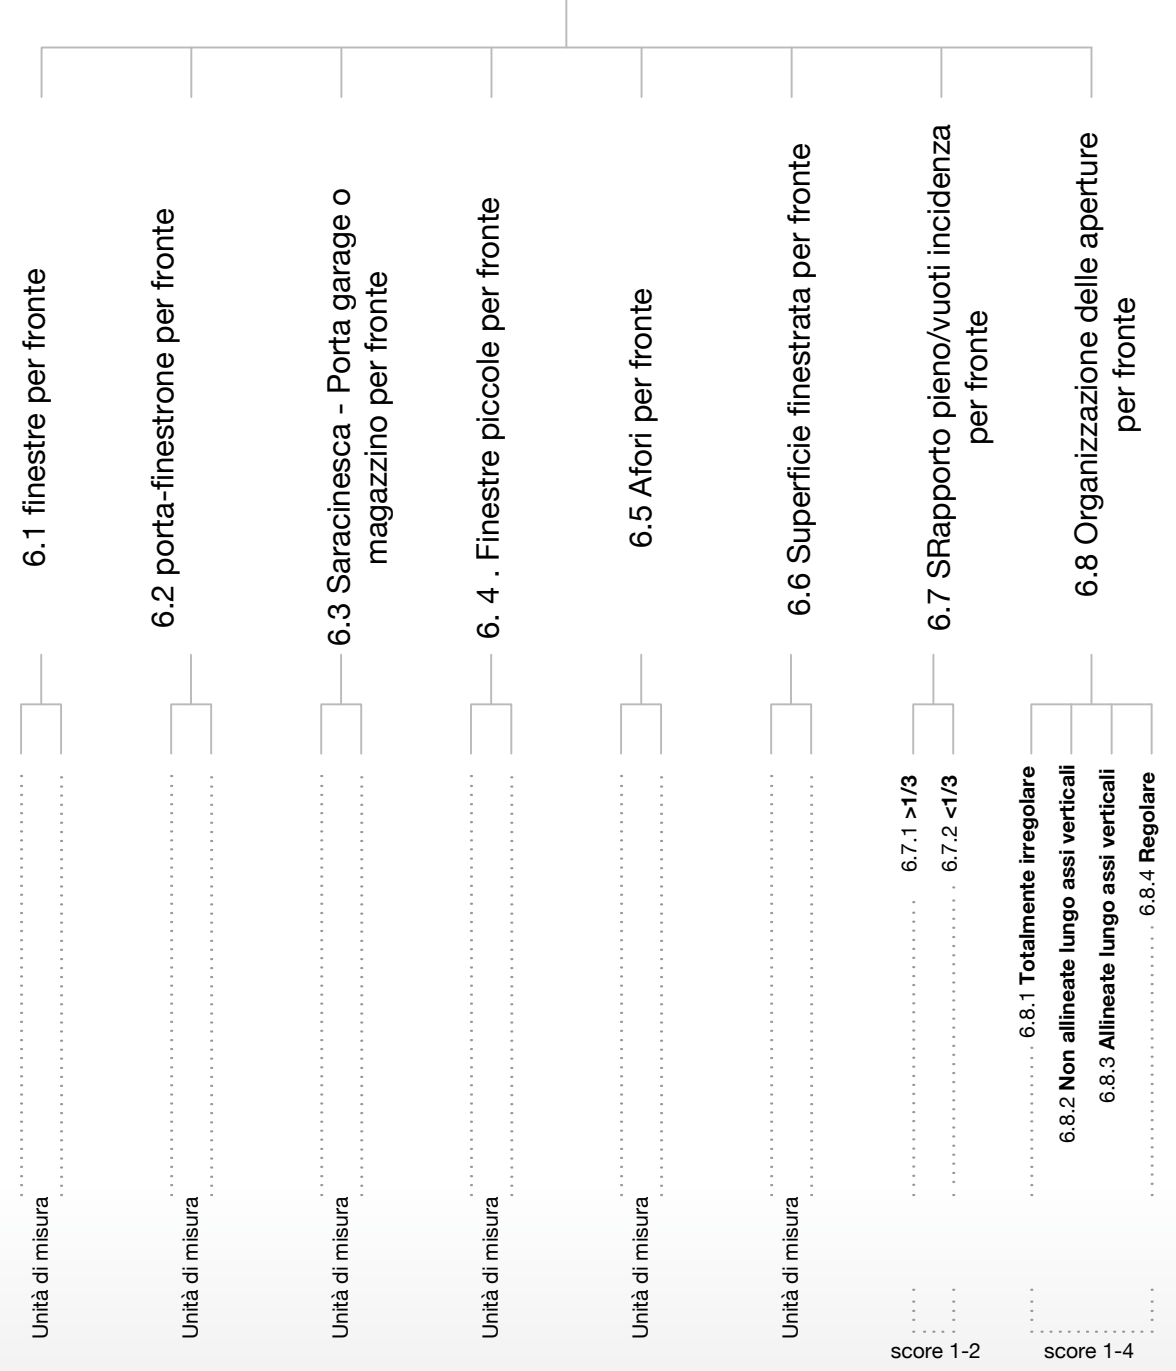 6.1 finestre per fronte
6.2 porta-finestrone per fronte
6.3 Saracinesca - Porta garage o
magazzino per fronte
6. 4 . Finestre piccole per fronte
6.5 Afori per fronte
6.6 Superficie finestrata per fronte
6.7 SRapporto pieno/vuoti incidenza
per fronte
6.8 Organizzazione delle aperture
per fronte
6.7.1 >1/3
6.7.2 <1/3
6.8.1 Totalmente irregolare
6.8.2 Non allineate lungo assi verticali
6.8.3 Allineate lungo assi verticali
6.8.4 Regolare
Unità di misura
Unità di misura
Unità di misura
Unità di misura
Unità di misura
Unità di misura
score 1-2
score 1-4